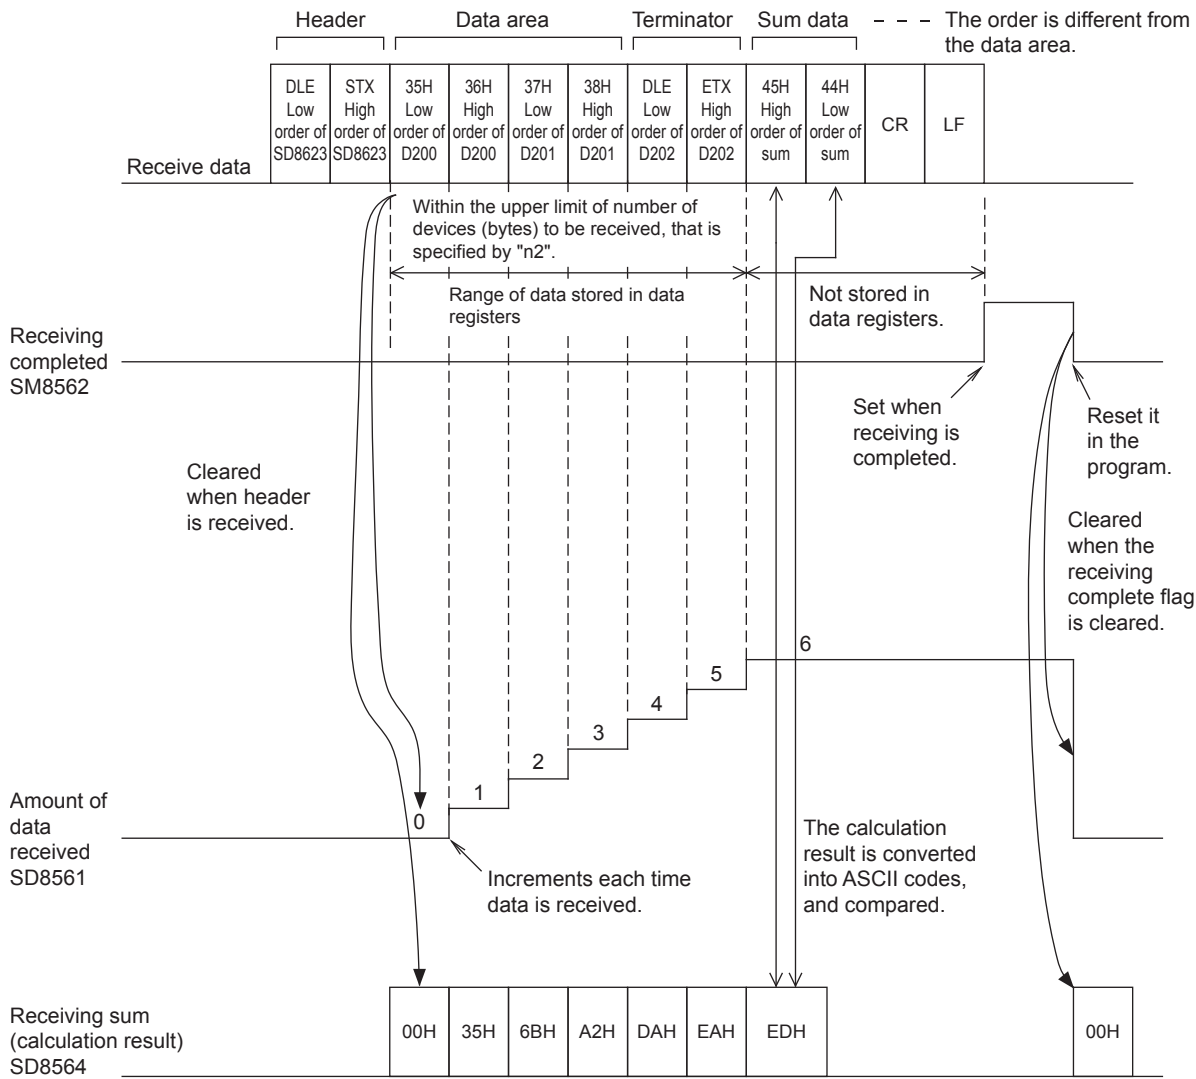 Header
Data area
Terminator
Sum data
The order is different from
the data area.
DLE
Low
order of
SD8623
STX
High
order of
SD8623
35H
Low
order of
D200
36H
High
order of
D200
37H
Low
order of
D201
38H
High
order of
D201
DLE
Low
order of
D202
ETX
High
order of
D202
45H
High
order of
sum
44H
Low
order of
sum
CR
LF
Receive data
Within the upper limit of number of
devices (bytes) to be received, that is
specified by "n2".
Range of data stored in data
registers
Not stored in
data registers.
Receiving
completed
SM8562
Set when
receiving is
completed.
Reset it
in the
program.
Cleared
when header
is received.
Cleared
when the
receiving
complete flag
is cleared.
6
5
4
3
2
1
0
Amount of
data
received
SD8561
Increments each time
data is received.
The calculation
result is converted
into ASCII codes,
and compared.
Receiving sum
(calculation result)
SD8564
00H
35H
6BH
A2H
DAH
EAH
EDH
00H